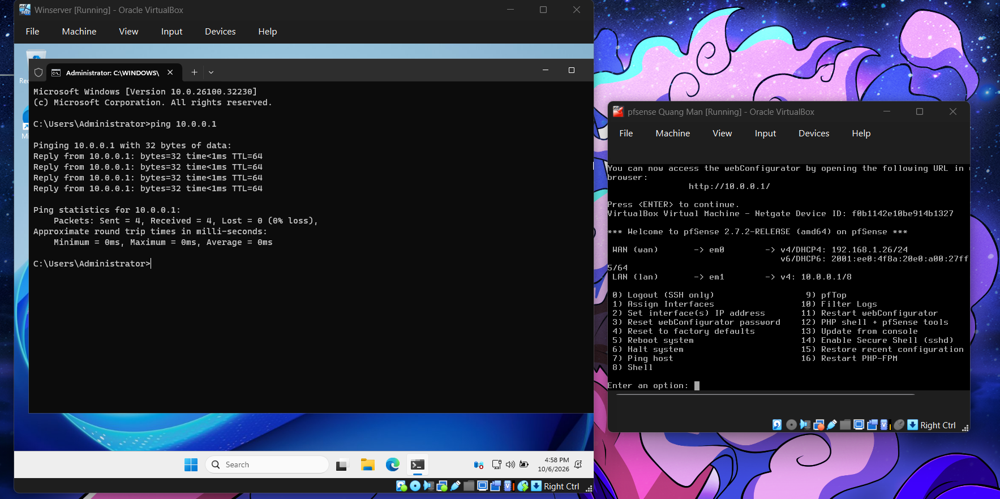 Winserver [Running] - Oracle VirtualBox
File Machine View Input Devices Help
Administrator: C:\WINDOWS\
Microsoft Windows [Version 10.0.26100.32230]
(c) Microsoft Corporation. All rights reserved.
C:\Users\Administrator>ping 10.0.0.1
Pinging 10.0.0.1 with 32 bytes of data:
Reply from 10.0.0.1: bytes=32 time<1ms TTL=64
Reply from 10.0.0.1: bytes=32 time<1ms TTL=64
Reply from 10.0.0.1: bytes=32 time<1ms TTL=64
Reply from 10.0.0.1: bytes=32 time<1ms TTL=64
Ping statistics for 10.0.0.1:
Packets: Sent = 4, Received = 4, Lost = 0 (0% loss),
Approximate round trip times in milli-seconds:
Minimum = 0ms, Maximum = 0ms, Average = 0ms
C:\Users\Administrator>
Search
4:58 PM
10/6/2026
Right Ctrl
pfsense Quang Man [Running] - Oracle VirtualBox
File Machine View Input Devices Help
You can now access the webConfigurator by opening the following URL in
browser:
http://10.0.0.1/
Press <ENTER> to continue.
VirtualBox Virtual Machine - Netgate Device ID: f0b1142e10be914b1327
*** Welcome to pfSense 2.7.2-RELEASE (amd64) on pfSense ***
WAN (wan) -> em0 -> v4/DHCP4: 192.168.1.26/24
v6/DHCP6: 2001:ee0:4f8a:20e0:a00:27ff
5/64
LAN (lan) -> em1 -> v4: 10.0.0.1/8
0) Logout (SSH only) 9) pfTop
1) Assign Interfaces 10) Filter Logs
2) Set interface(s) IP address 11) Restart webConfigurator
3) Reset webConfigurator password 12) PHP shell + pfSense tools
4) Reset to factory defaults 13) Update from console
5) Reboot system 14) Enable Secure Shell (sshd)
6) Halt system 15) Restore recent configuration
7) Ping host 16) Restart PHP-FPM
8) Shell
Enter an option:
Right Ctrl